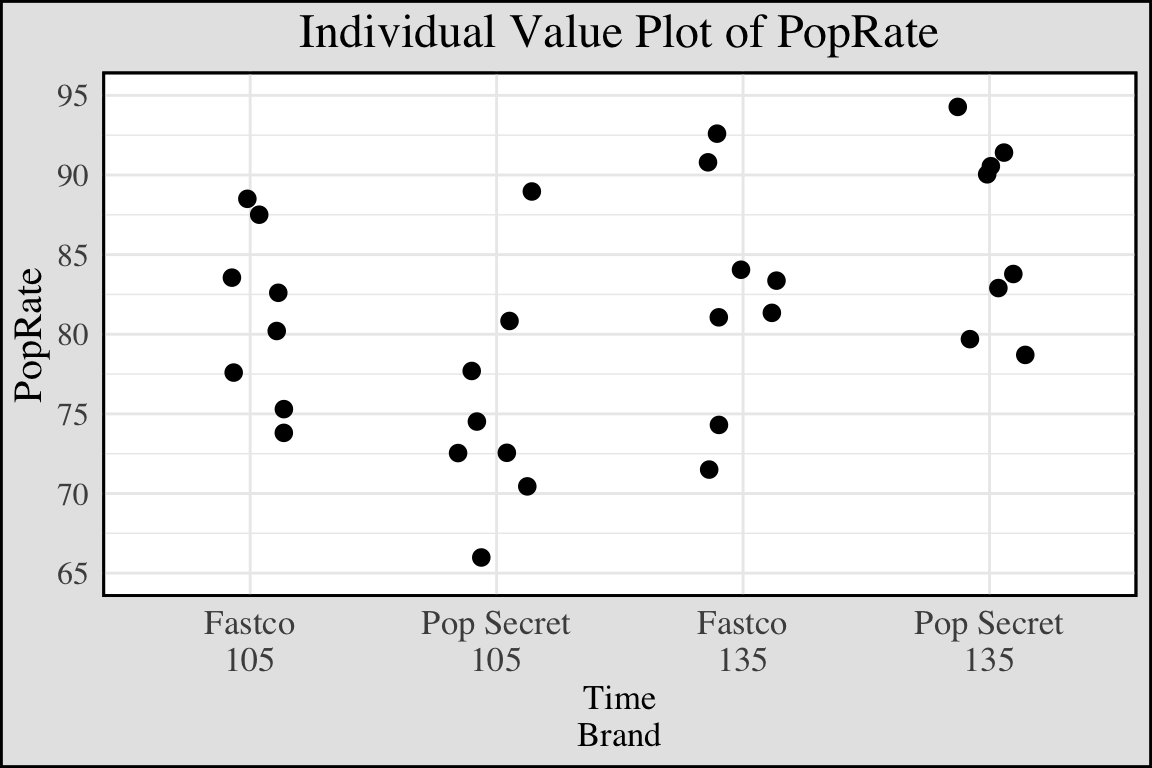 Individual Value Plot of PopRate
PopRate
95
90
85
80
75
70
65
Fastco Pop Secret Fastco Pop Secret
105 105 135 135
Time
Brand